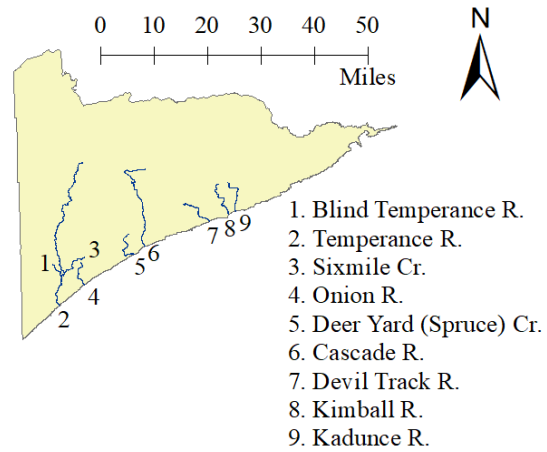 N
0 10 20 30 40 50
Miles
1 3
2 4 5 6 7 8 9
1. Blind Temperance R.
2. Temperance R.
3. Sixmile Cr.
4. Onion R.
5. Deer Yard (Spruce) Cr.
6. Cascade R.
7. Devil Track R.
8. Kimball R.
9. Kadunce R.